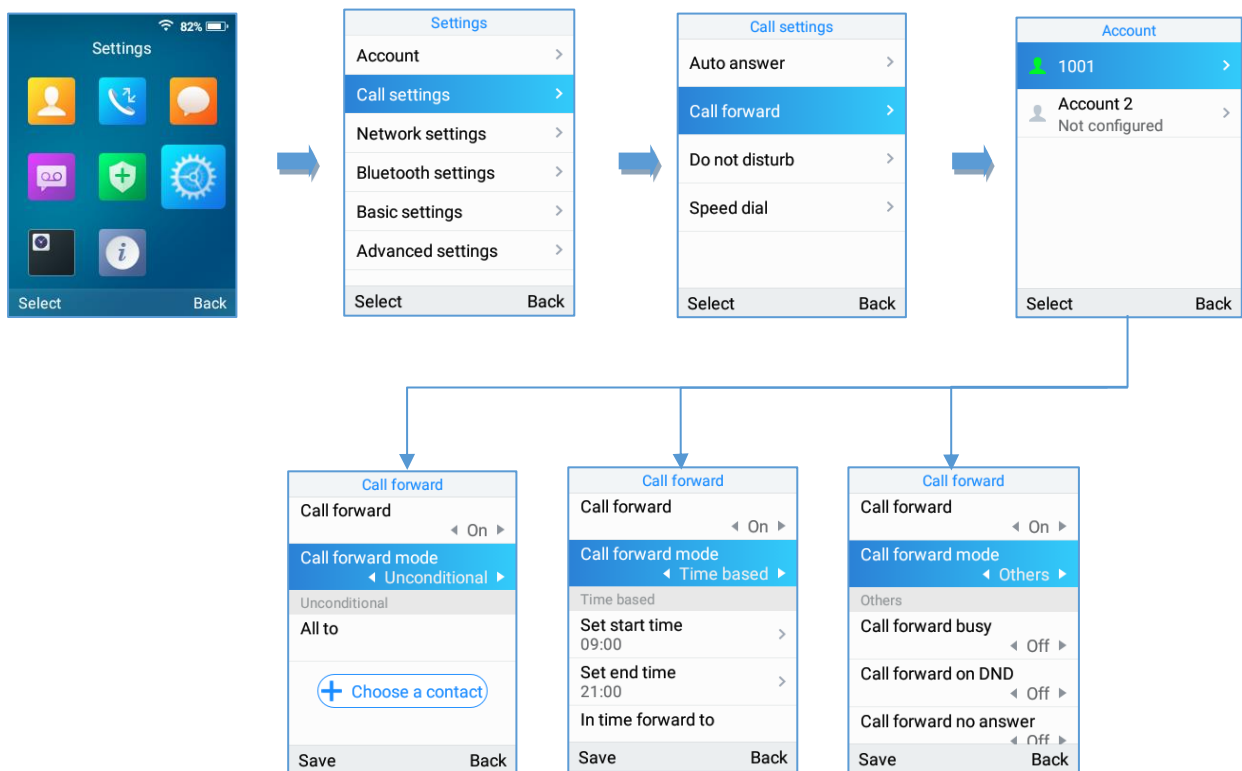 82%
Settings
Select Back
Settings
Account
Call settings
Network settings
Bluetooth settings
Basic settings
Advanced settings
Select Back
Call settings
Auto answer
Call forward
Do not disturb
Speed dial
Select Back
Account
1001
Account 2
Not configured
Select Back
Call forward
Call forward
On
Call forward mode
Unconditional
Unconditional
All to
Choose a contact
Save Back
Call forward
Call forward
On
Call forward mode
Time based
Time based
Set start time
09:00
Set end time
21:00
In time forward to
Save Back
Call forward
Call forward
On
Call forward mode
Others
Others
Call forward busy
Off
Call forward on DND
Off
Call forward no answer
Off
Save Back